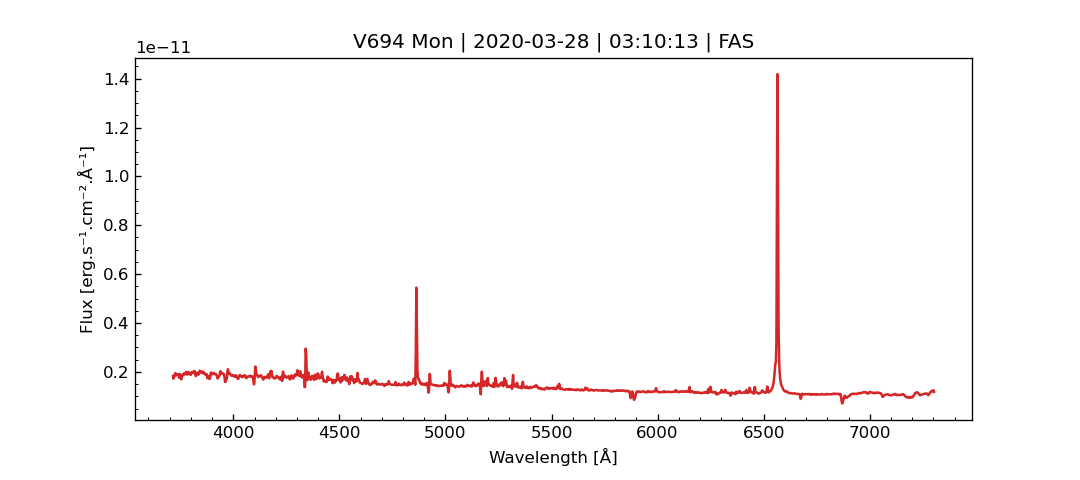 V694 Mon | 2020-03-28 | 03:10:13 | FAS
1e−11
1.4
1.2
1.0
0.8
0.6
0.4
0.2
Flux [erg.s⁻¹.cm⁻².Å⁻¹]
4000 4500 5000 5500 6000 6500 7000
Wavelength [Å]